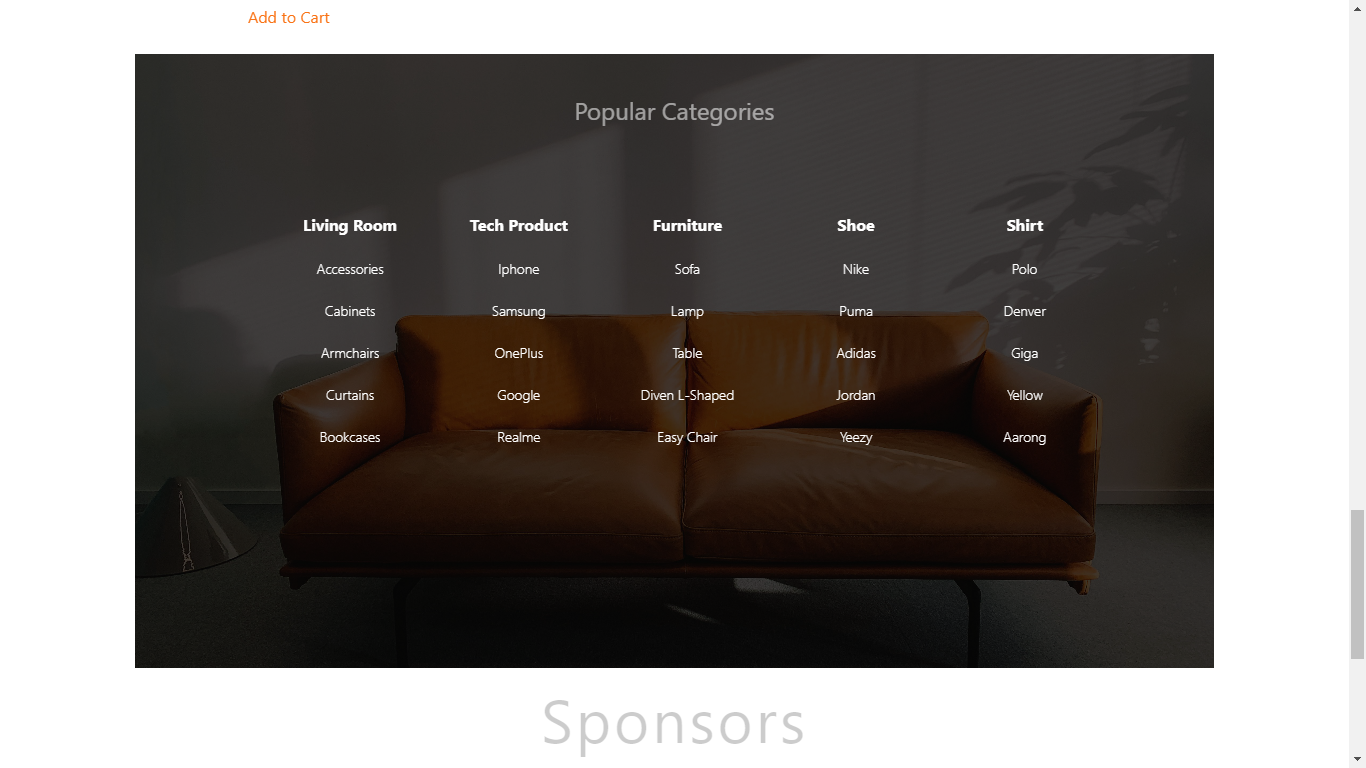 Add to Cart
Popular Categories
Living Room
Accessories
Cabinets
Armchairs
Curtains
Bookcases
Tech Product
Iphone
Samsung
OnePlus
Google
Realme
Furniture
Sofa
Lamp
Table
Diven L-Shaped
Easy Chair
Shoe
Nike
Puma
Adidas
Jordan
Yeezy
Shirt
Polo
Denver
Giga
Yellow
Aarong
Sponsors